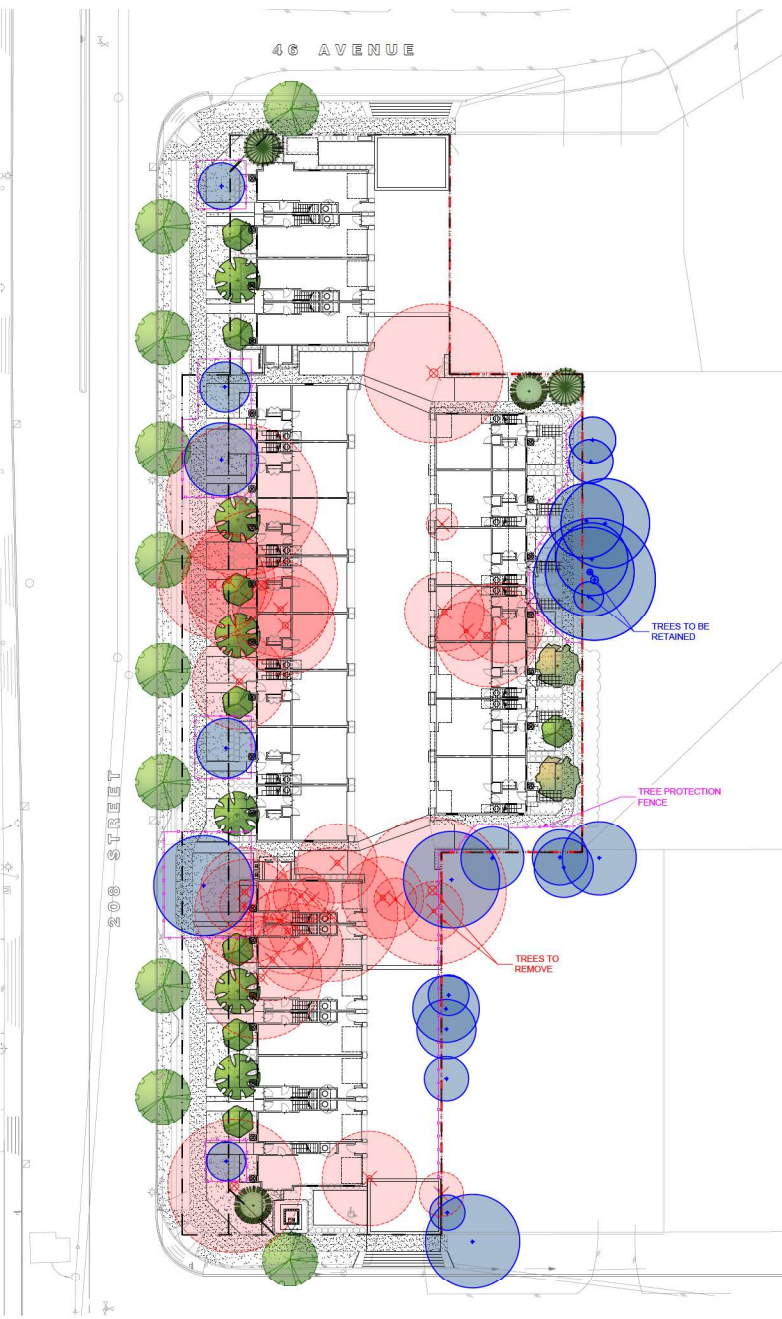 46 AVENUE
TREES TO BE
RETAINED
TREE PROTECTION
FENCE
208 STREET
TREES TO
REMOVE